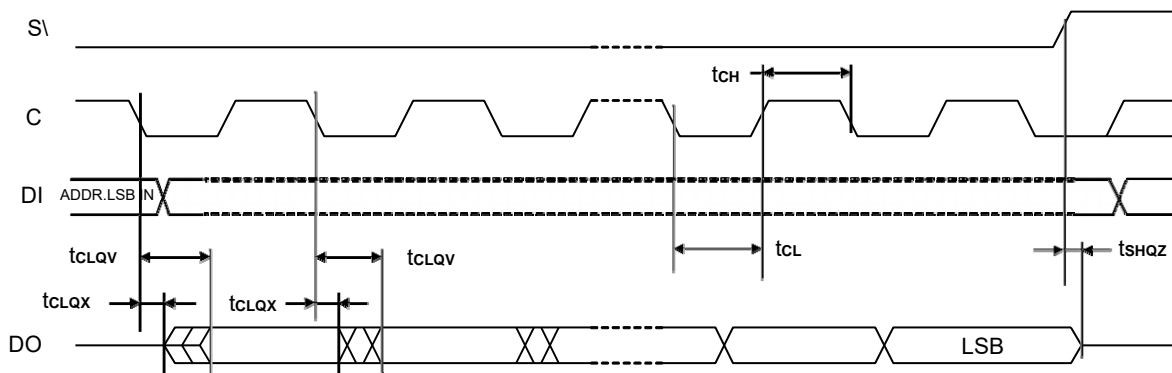 S\
tCH
C
DI ADDR.LSB IN
tCLQV tCLQV tCL tSHQZ
tCLQX tCLQX
DO LSB